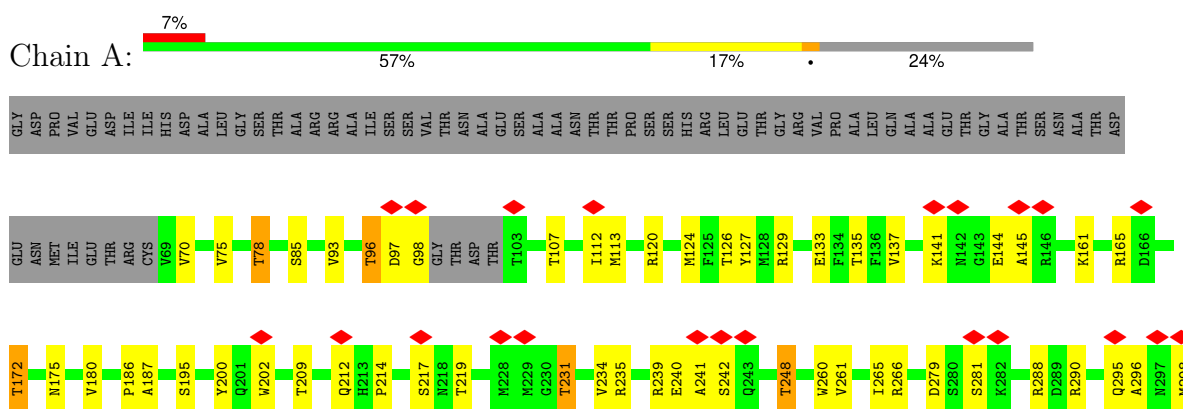 7%
Chain A:
57% 17% • 24%
GLY ASP PRO VAL GLU ASP ILE ILE HIS ASP ALA LEU GLY SER THR ALA ARG ARG ALA ILE SER SER VAL THR ASN ALA GLU SER ALA ALA ASN THR THR PRO SER SER HIS ARG LEU GLU THR GLY ARG VAL PRO ALA LEU GLN ALA ALA GLU THR GLY ALA THR SER ASN ALA THR ASP
GLU ASN MET ILE GLU THR ARG CYS V69 V70 V75 T78 S85 V93 T96 D97 G98 GLY THR ASP THR T103 T107 I112 M113 R120 M124 F125 T126 Y127 M128 R129 E133 F134 T135 F136 V137 K141 N142 G143 E144 A145 R146 K161 R165 D166
T172 N175 V180 P186 A187 S195 Y200 Q201 W202 T209 Q212 H213 P214 S217 N218 T219 M228 M229 G230 T231 V234 R235 R239 E240 A241 S242 Q243 T248 W260 V261 I265 R266 D279 S280 S281 K282 R288 D289 R290 Q295 A296 N297